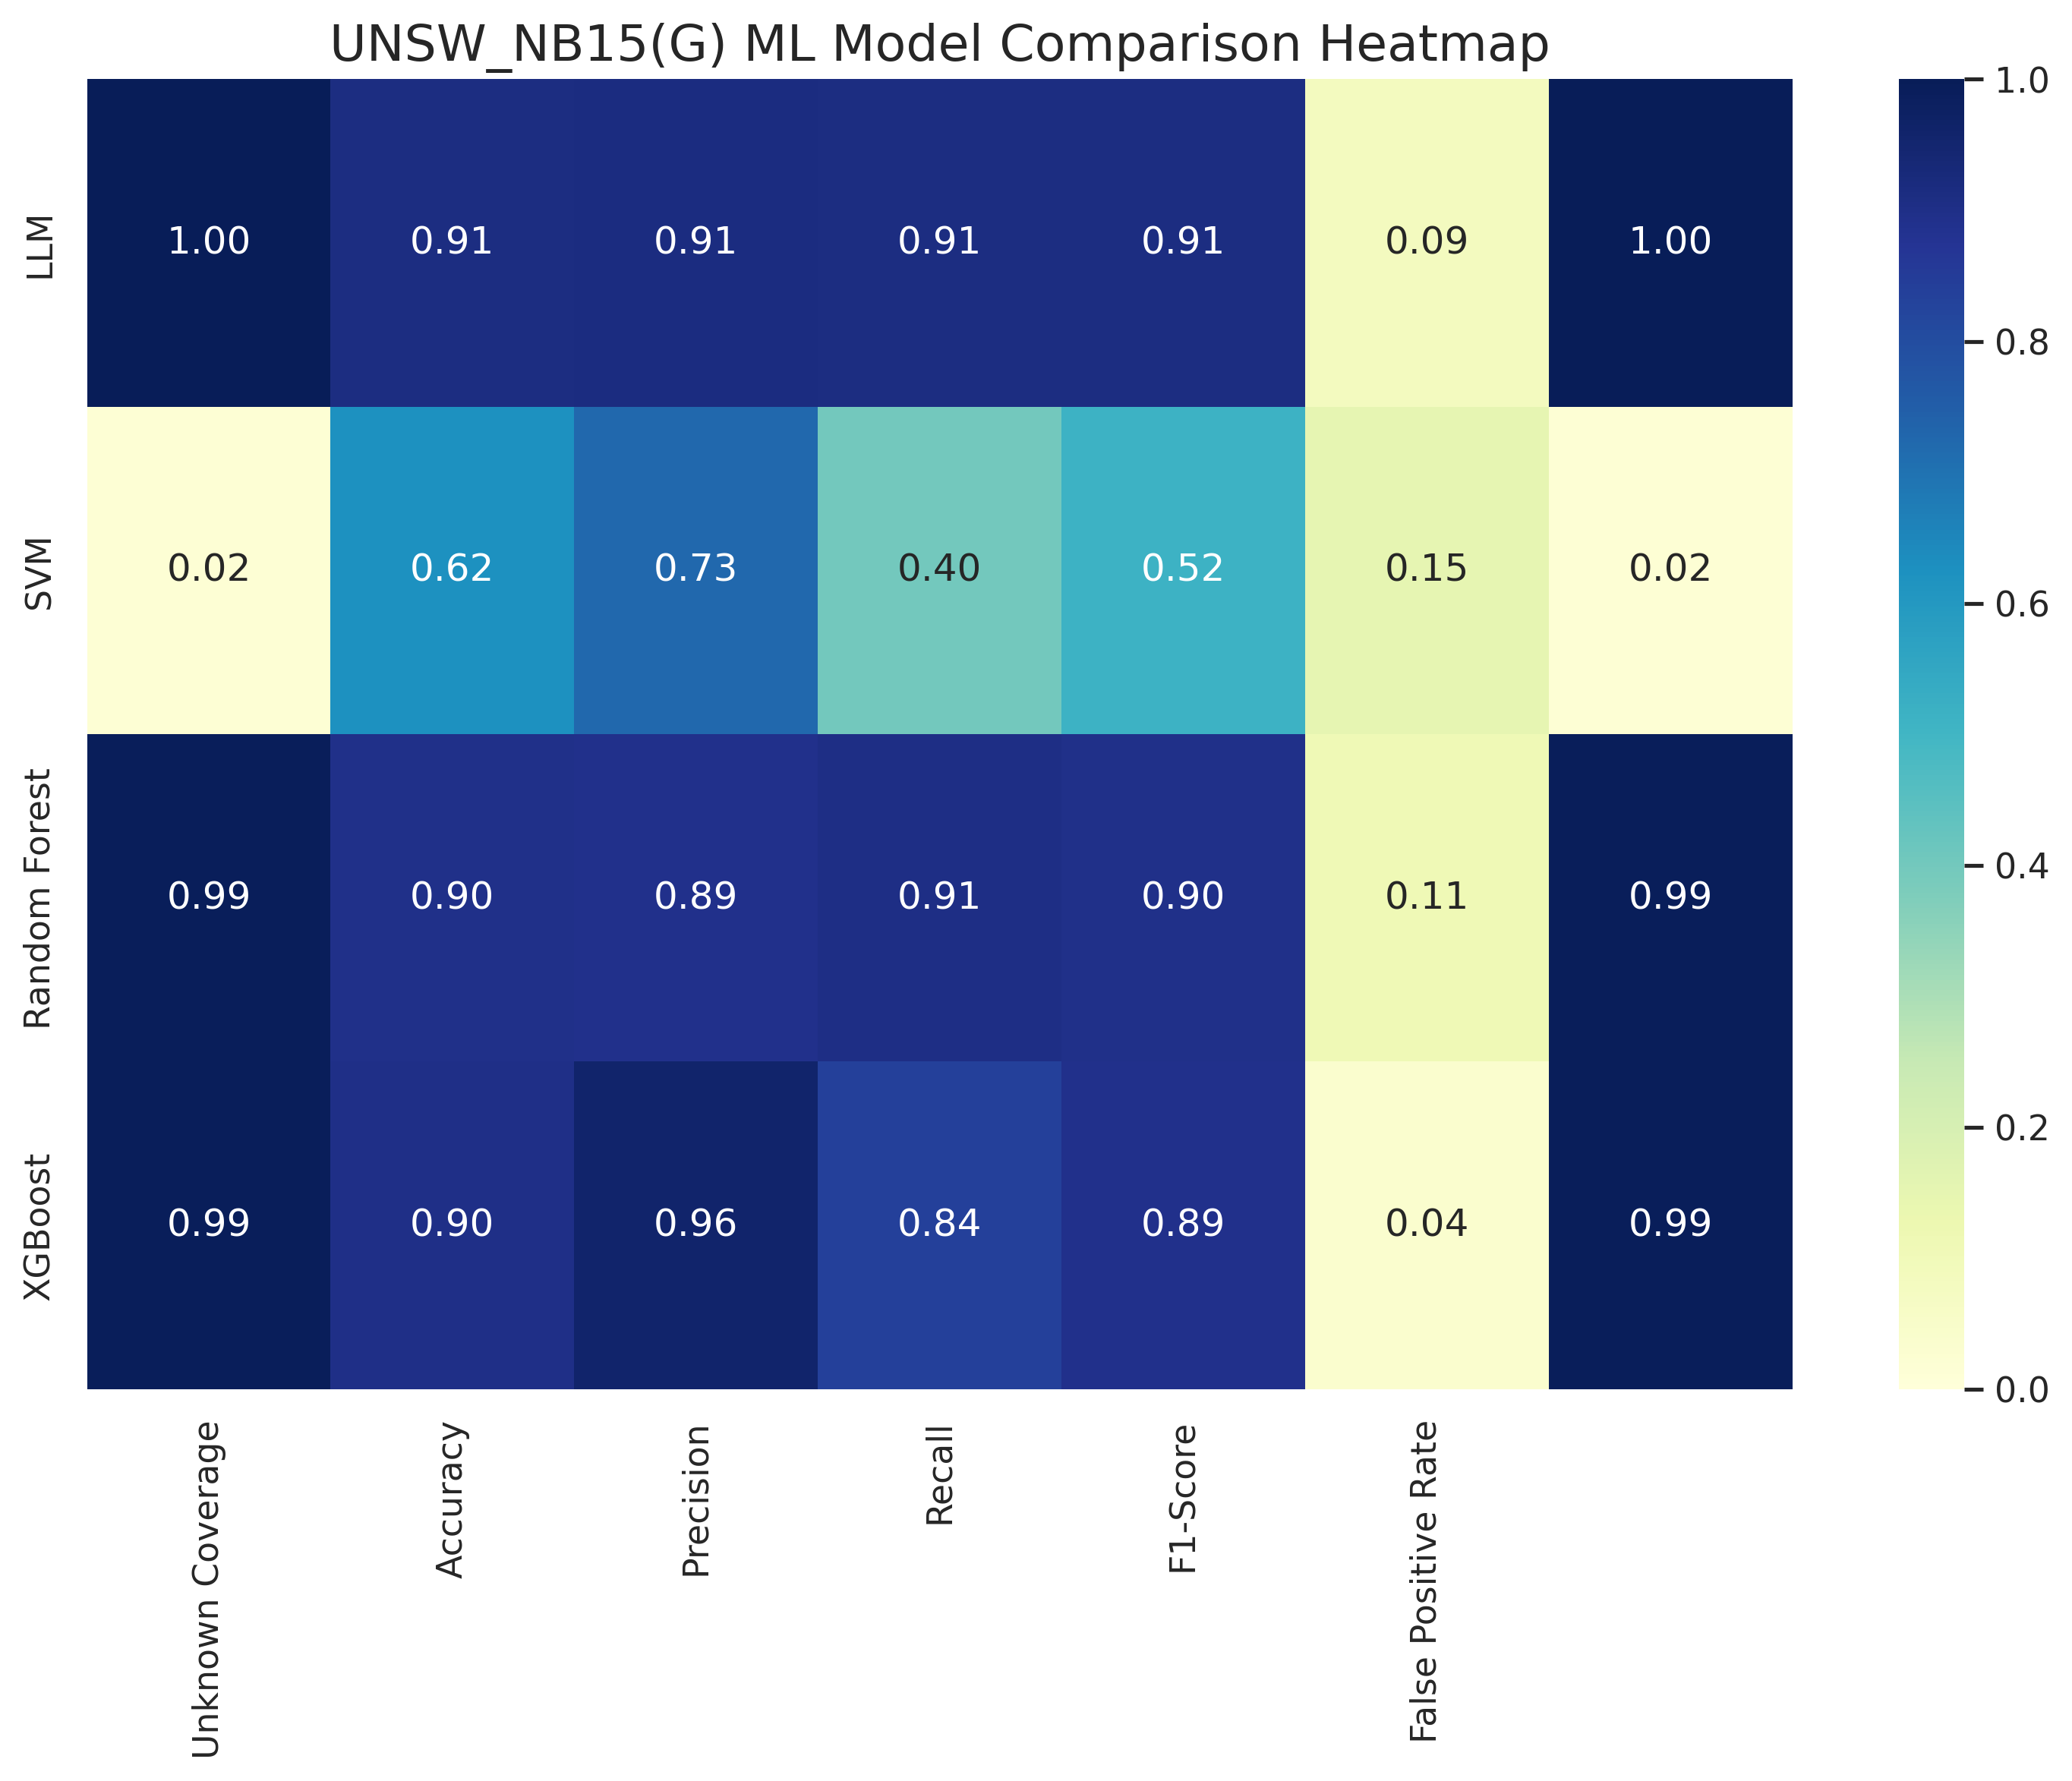 UNSW_NB15(G) ML Model Comparison Heatmap
LLM
1.00 0.91 0.91 0.91 0.91 0.09 1.00
SVM
0.02 0.62 0.73 0.40 0.52 0.15 0.02
Random Forest
0.99 0.90 0.89 0.91 0.90 0.11 0.99
XGBoost
0.99 0.90 0.96 0.84 0.89 0.04 0.99
Unknown Coverage
Accuracy
Precision
Recall
F1-Score
False Positive Rate
1.0
0.8
0.6
0.4
0.2
0.0